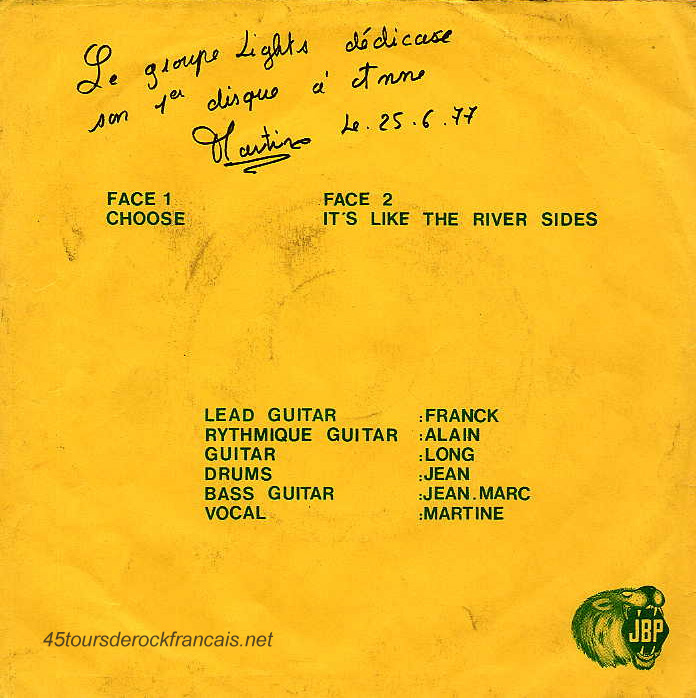 Le groupe Lights dédicase
son 1er disque à Anne
Martine Le. 25.6.77
FACE 1 FACE 2
CHOOSE IT'S LIKE THE RIVER SIDES
LEAD GUITAR :FRANCK
RYTHMIQUE GUITAR :ALAIN
GUITAR :LONG
DRUMS :JEAN
BASS GUITAR :JEAN.MARC
VOCAL :MARTINE
JBP
45toursderockfrancais.net